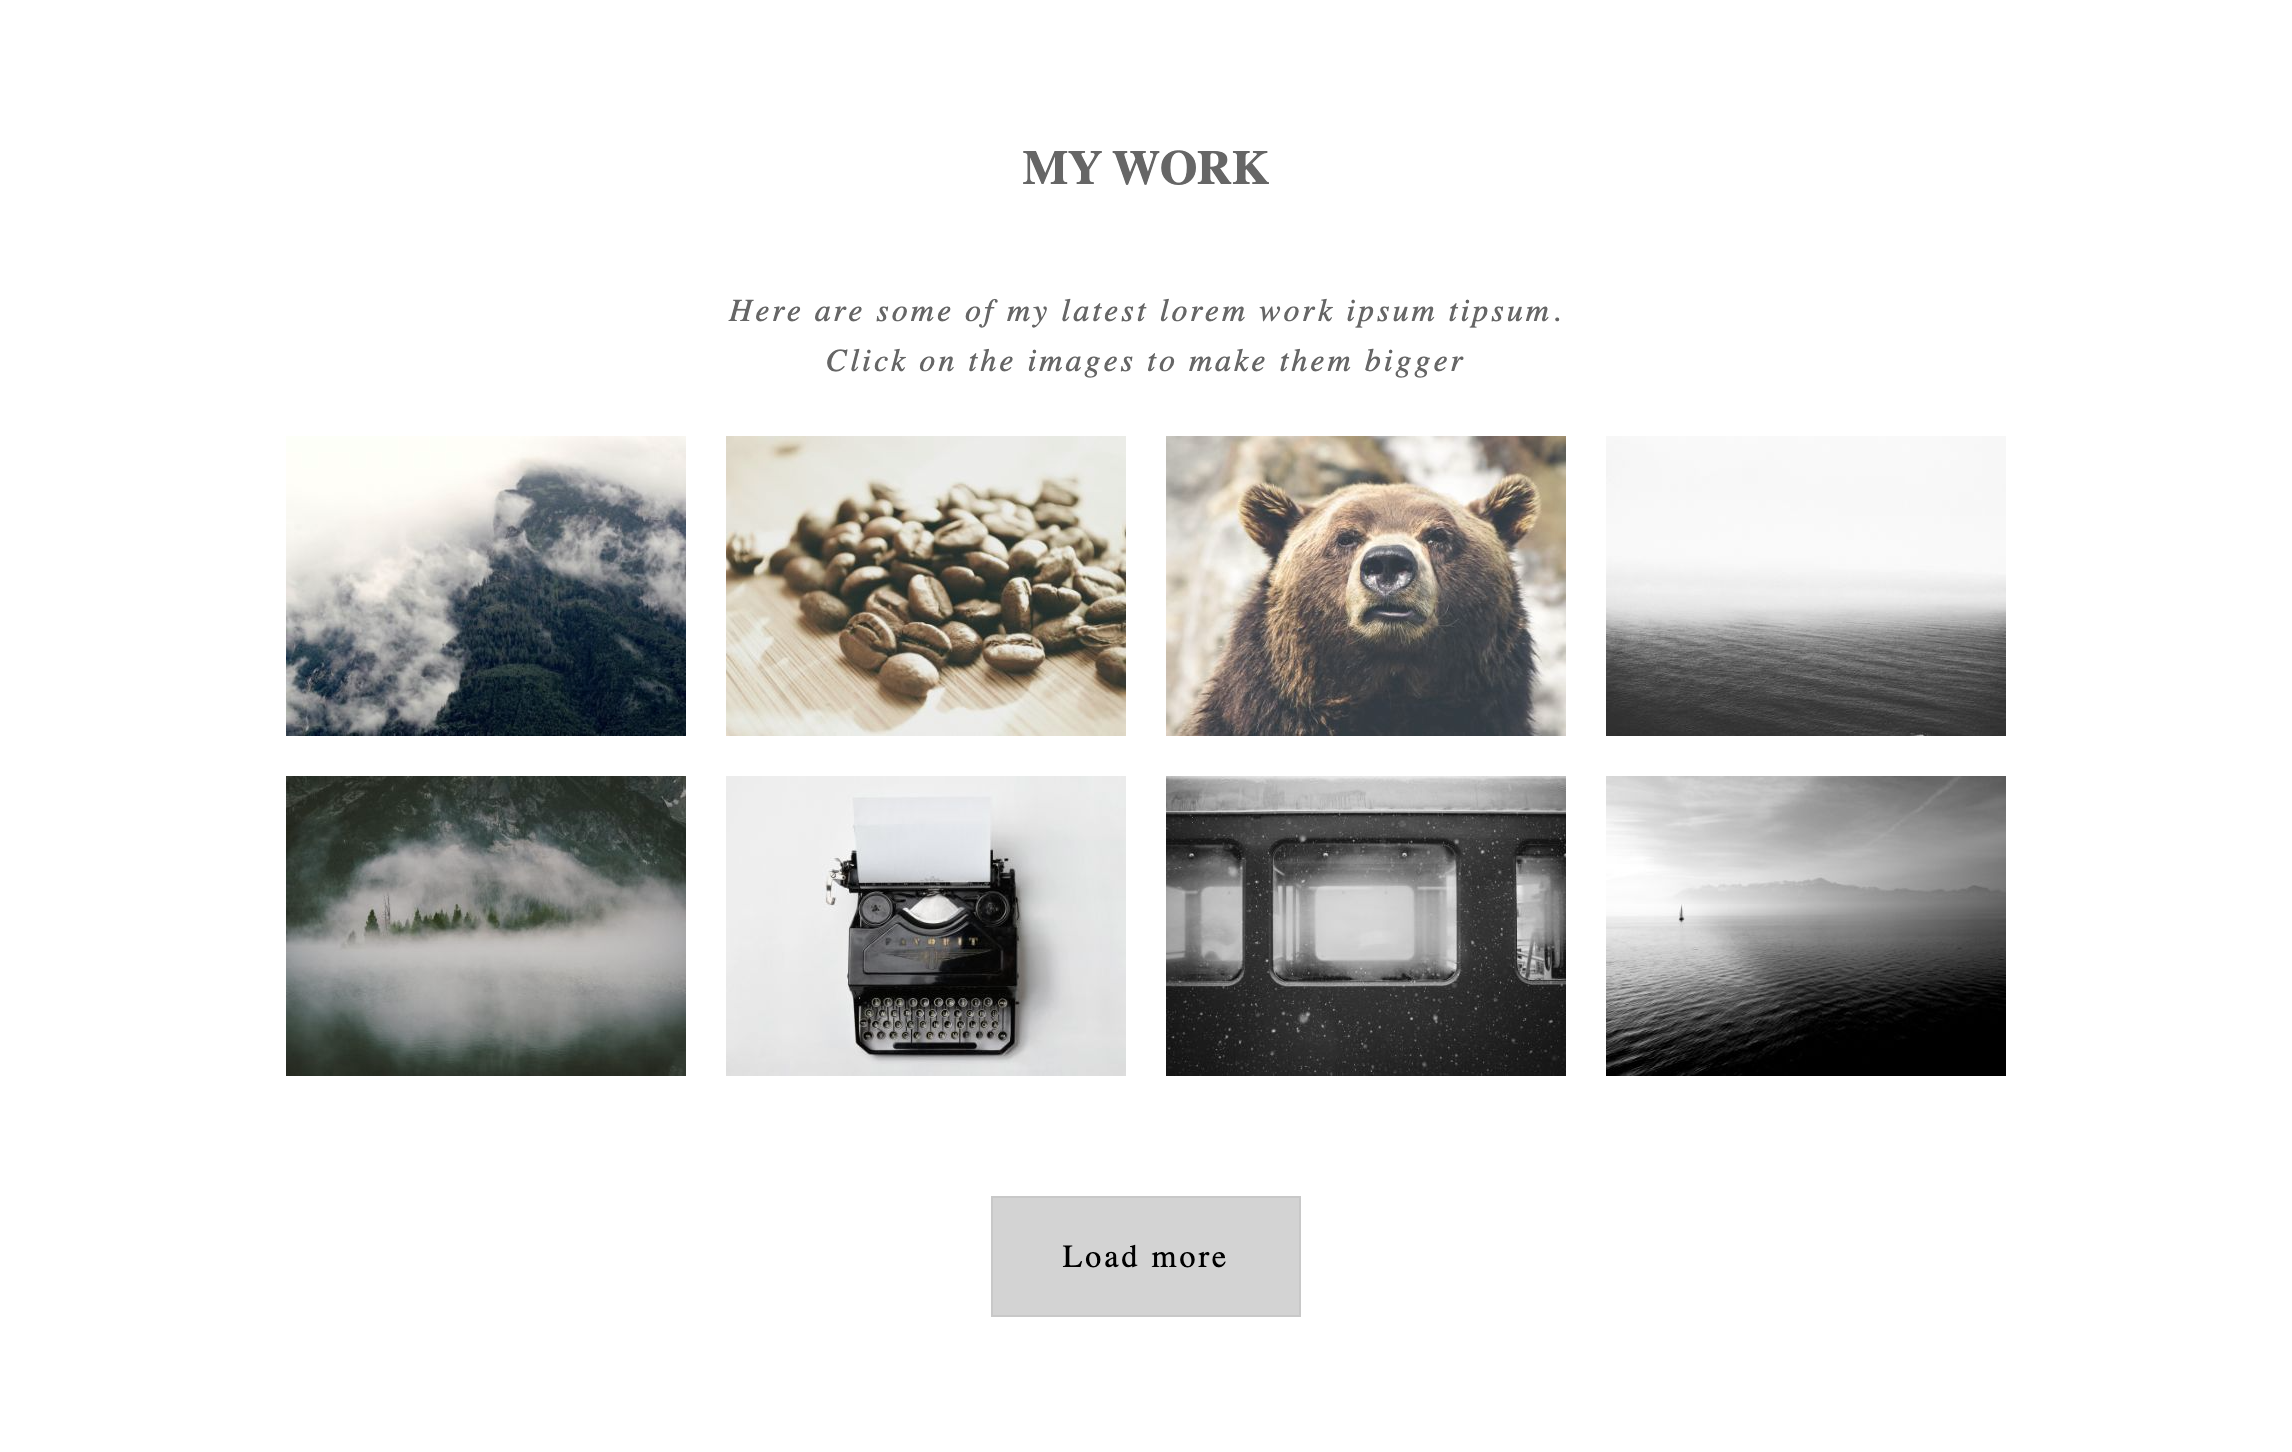 MY WORK
Here are some of my latest lorem work ipsum tipsum.
Click on the images to make them bigger
FAVORIT
Load more